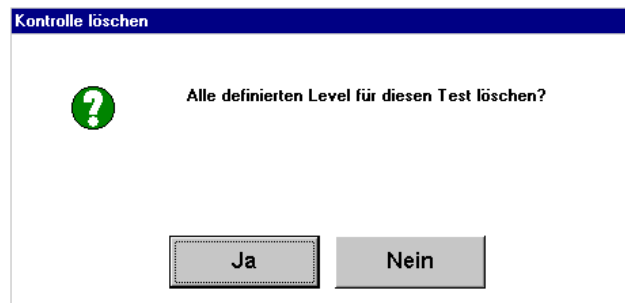 Kontrolle löschen
Alle definierten Level für diesen Test löschen?
Ja
Nein